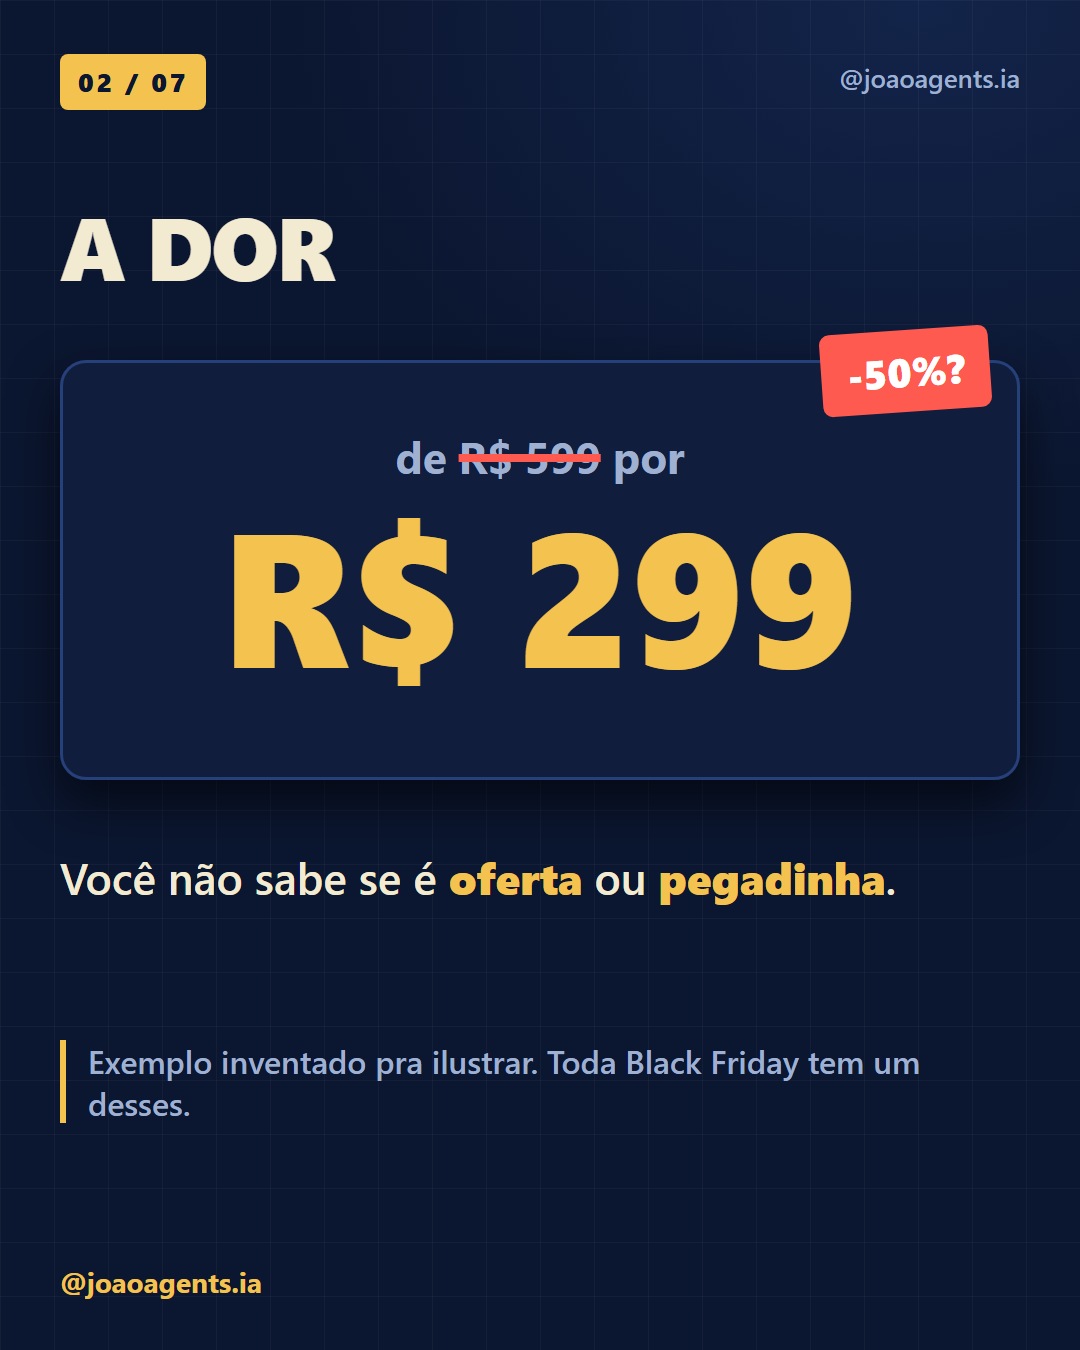 02 / 07
@joaoagents.ia
A DOR
-50%?
de R$ 599 por
R$ 299
Você não sabe se é oferta ou pegadinha.
Exemplo inventado pra ilustrar. Toda Black Friday tem um
desses.
@joaoagents.ia